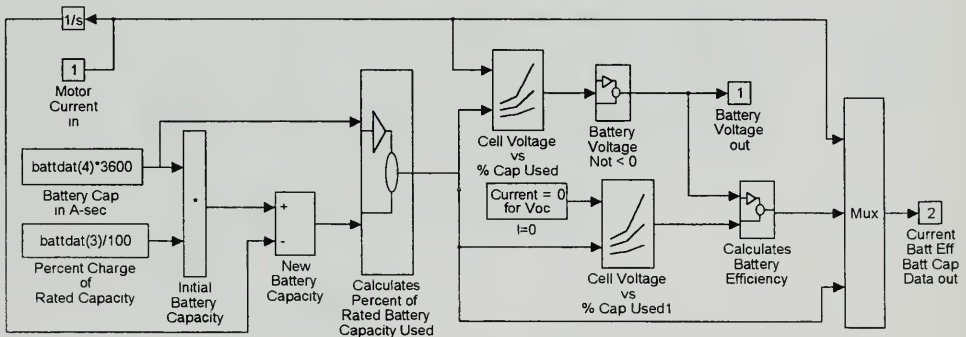 1/s
1
Motor
Current
in
battdat(4)*3600
Battery Cap
in A-sec
battdat(3)/100
Percent Charge
of
Rated Capacity
*
Initial
Battery
Capacity
+
-
New
Battery
Capacity
Calculates
Percent of
Rated Battery
Capacity Used
Cell Voltage
vs
% Cap Used
Battery
Voltage
Not < 0
1
Battery
Voltage
out
Current = 0
for Voc
I=0
Cell Voltage
vs
% Cap Used1
Calculates
Battery
Efficiency
Mux
2
Current
Batt Eff
Batt Cap
Data out